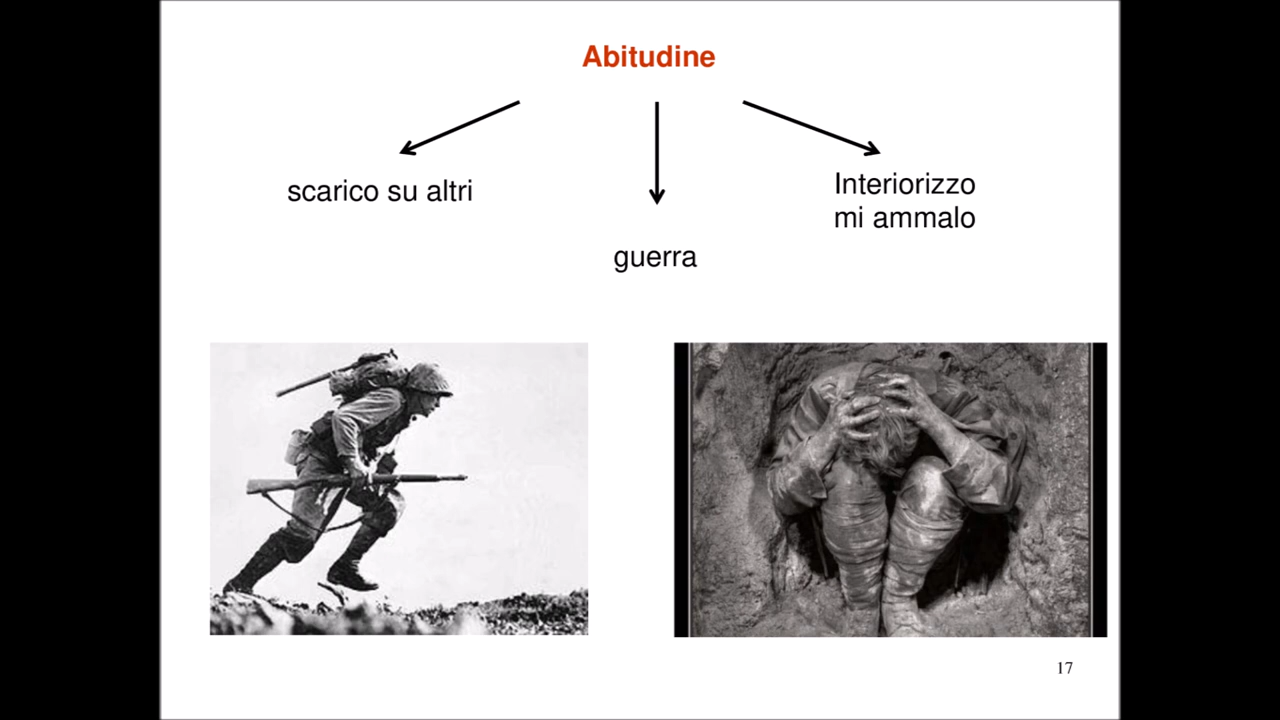 Abitudine
scarico su altri
Interiorizzo
mi ammalo
guerra
17